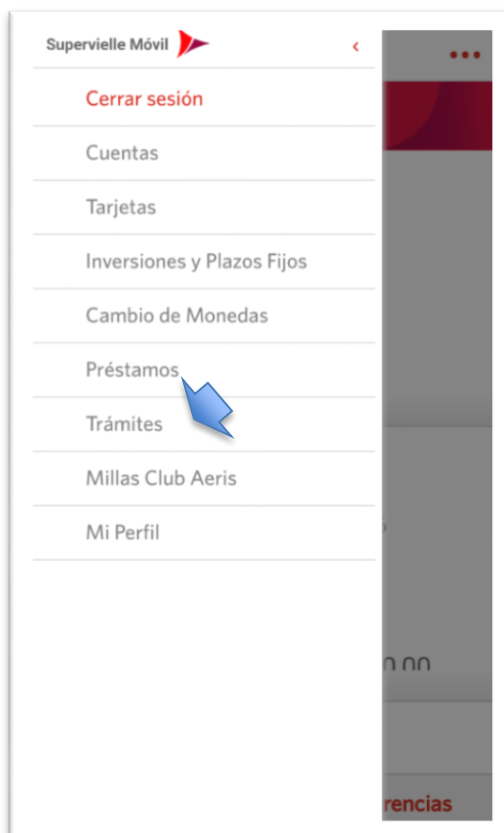 Supervielle Móvil
Cerrar sesión
Cuentas
Tarjetas
Inversiones y Plazos Fijos
Cambio de Monedas
Préstamos
Trámites
Millas Club Aeris
Mi Perfil
rencias